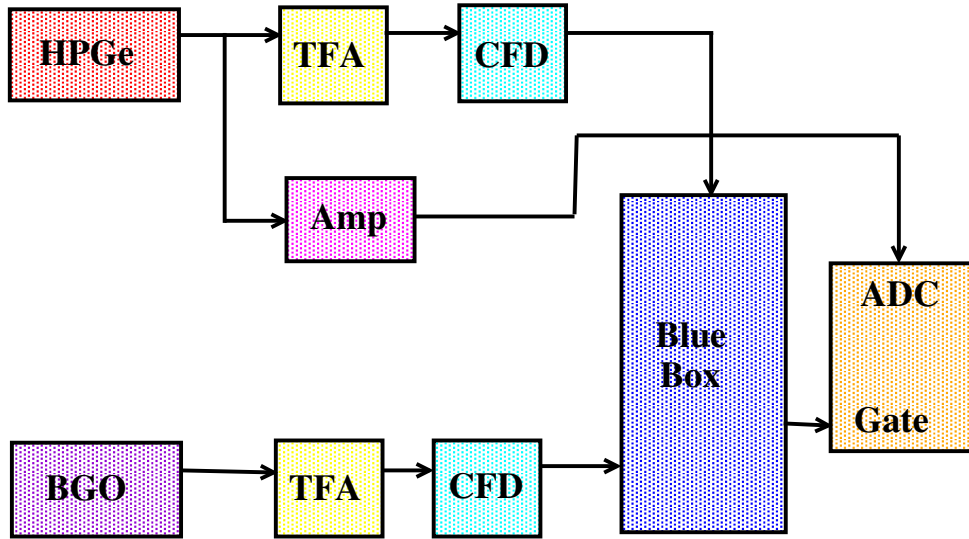 HPGe
TFA
CFD
Amp
ADC
Blue
Box
Gate
BGO
TFA
CFD